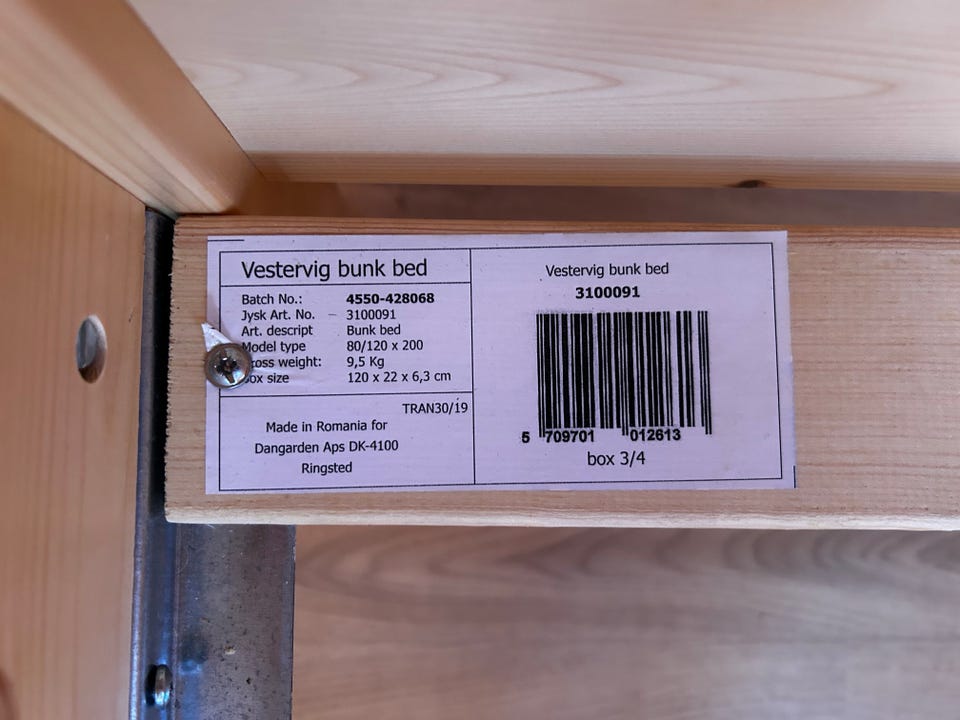 Vestervig bunk bed
Batch No.: 4550-428068
Jysk Art. No. 3100091
Art. descript Bunk bed
Model type 80/120 x 200
ross weight: 9,5 Kg
ox size 120 x 22 x 6,3 cm
TRAN30/19
Made in Romania for
Dangarden Aps DK-4100
Ringsted
Vestervig bunk bed
3100091
5 709701 012613
box 3/4